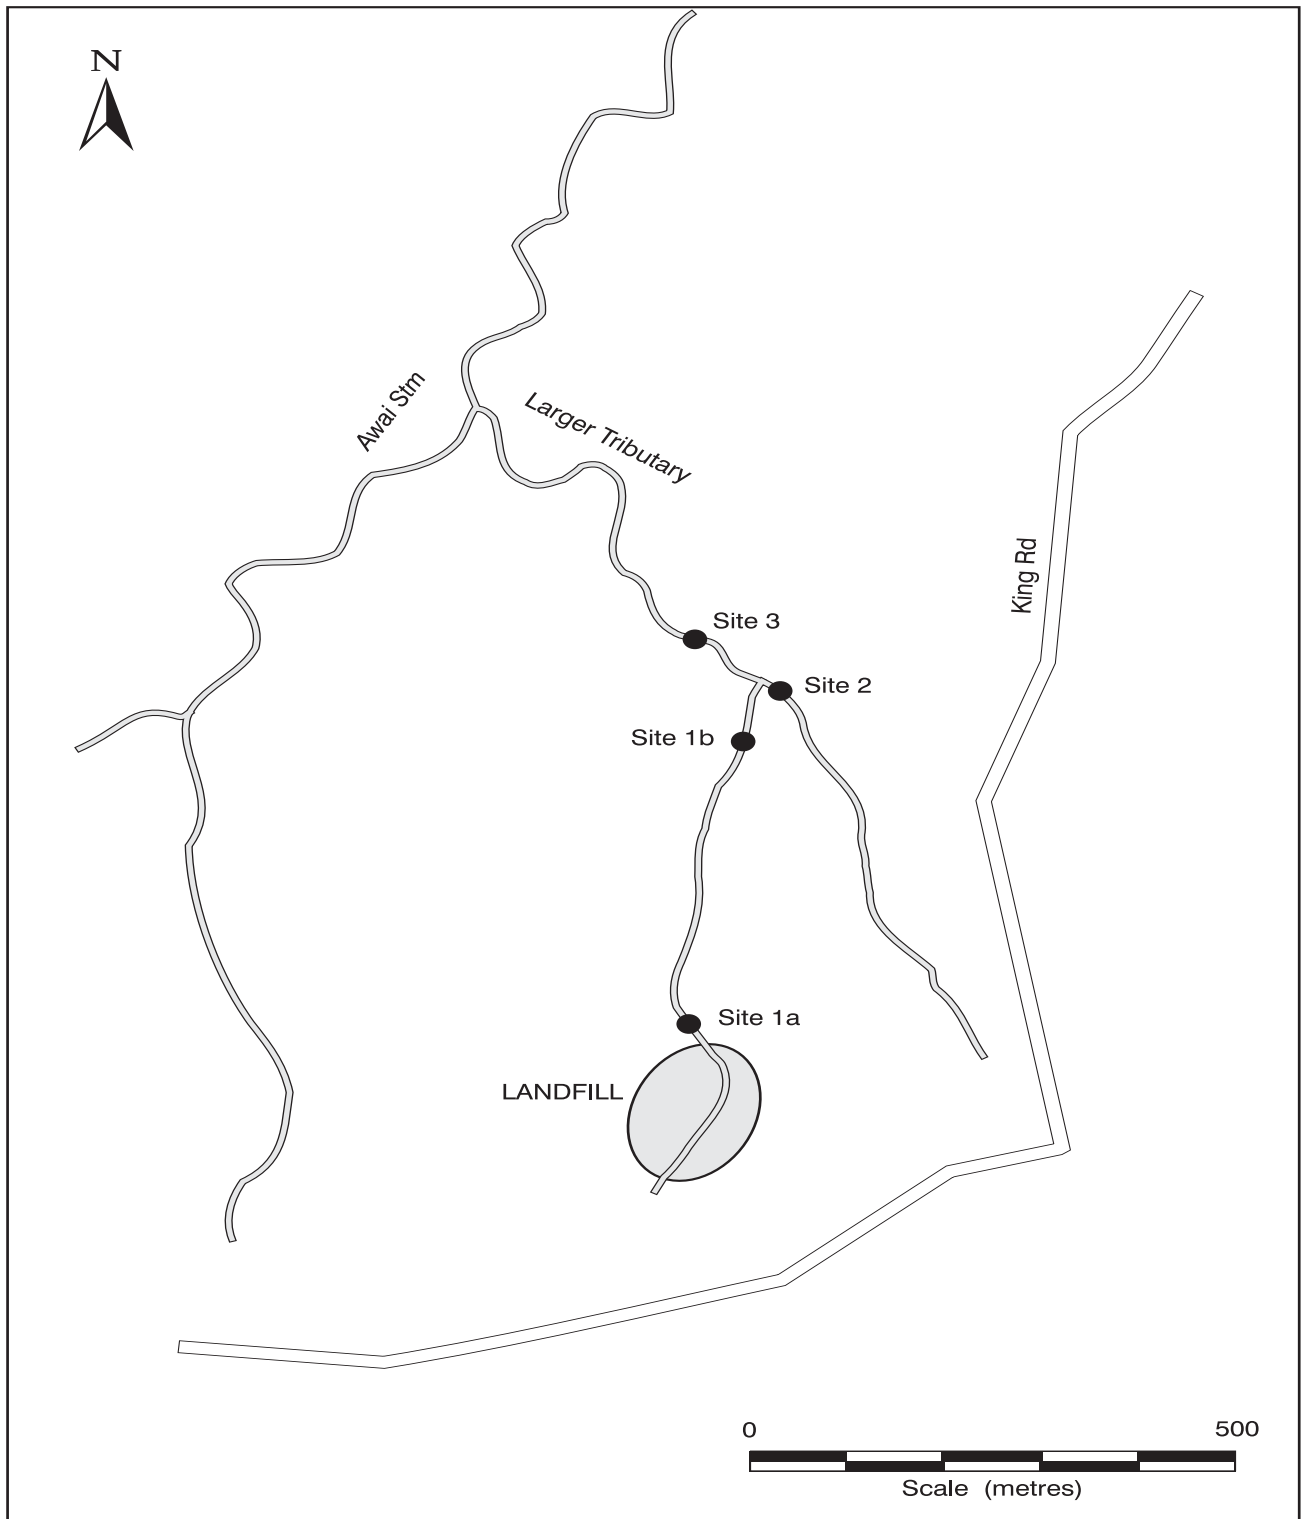 N
Awai Stm
Larger Tributary
King Rd
Site 3
Site 2
Site 1b
Site 1a
LANDFILL
0 500
Scale (metres)